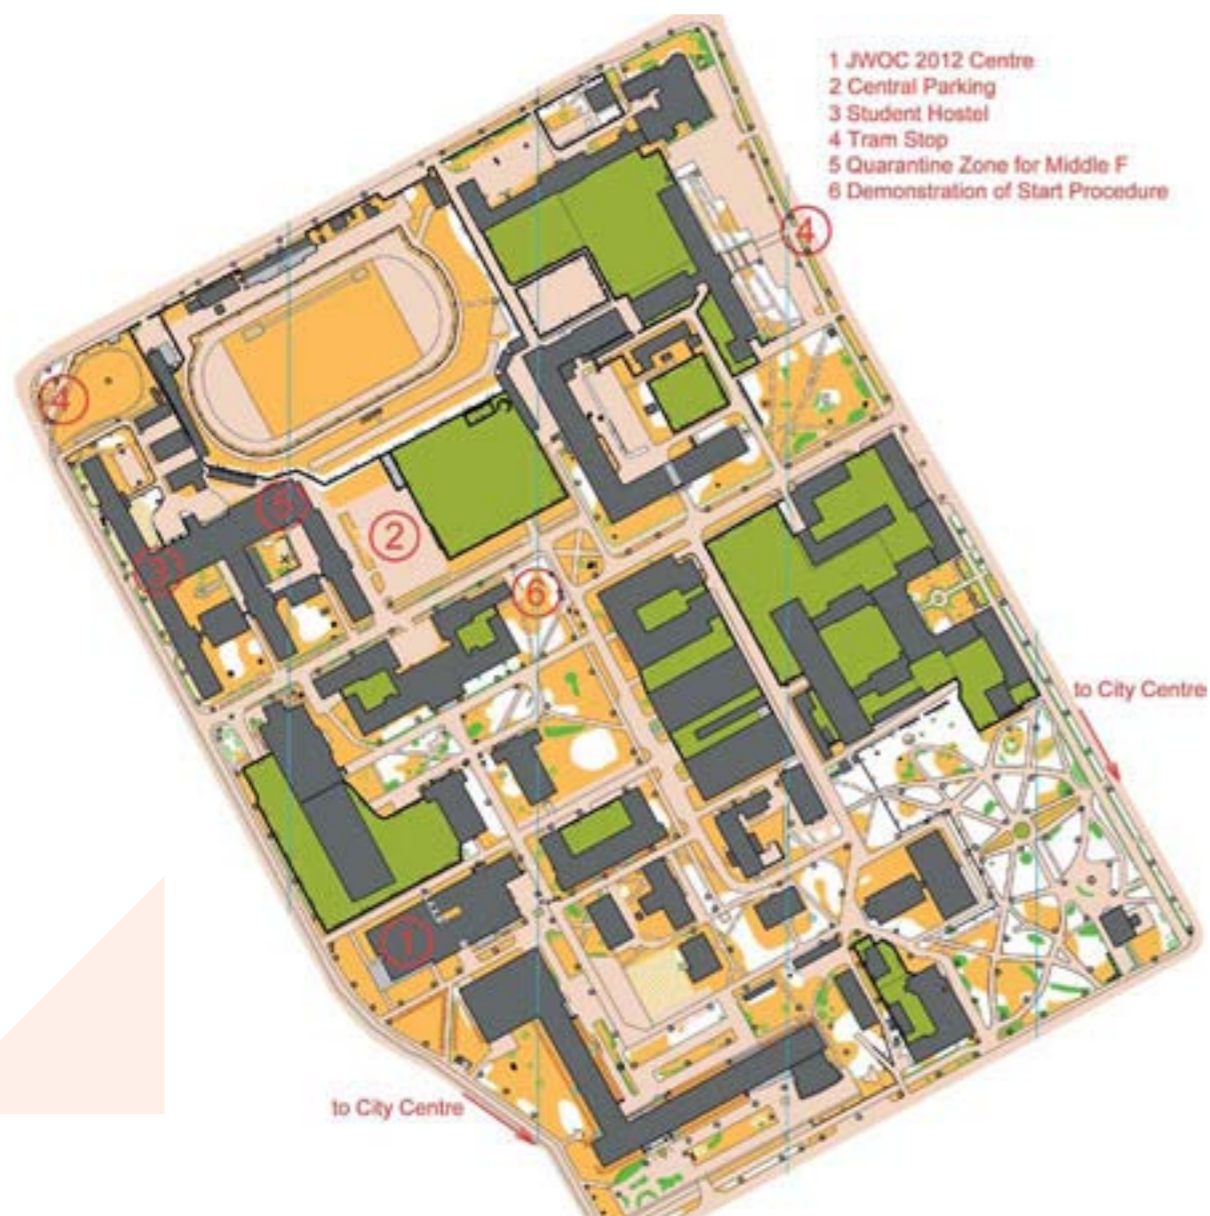 1 JWOC 2012 Centre
2 Central Parking
3 Student Hostel
4 Tram Stop
5 Quarantine Zone for Middle F
6 Demonstration of Start Procedure
4
4
5
2
3
6
to City Centre
1
to City Centre